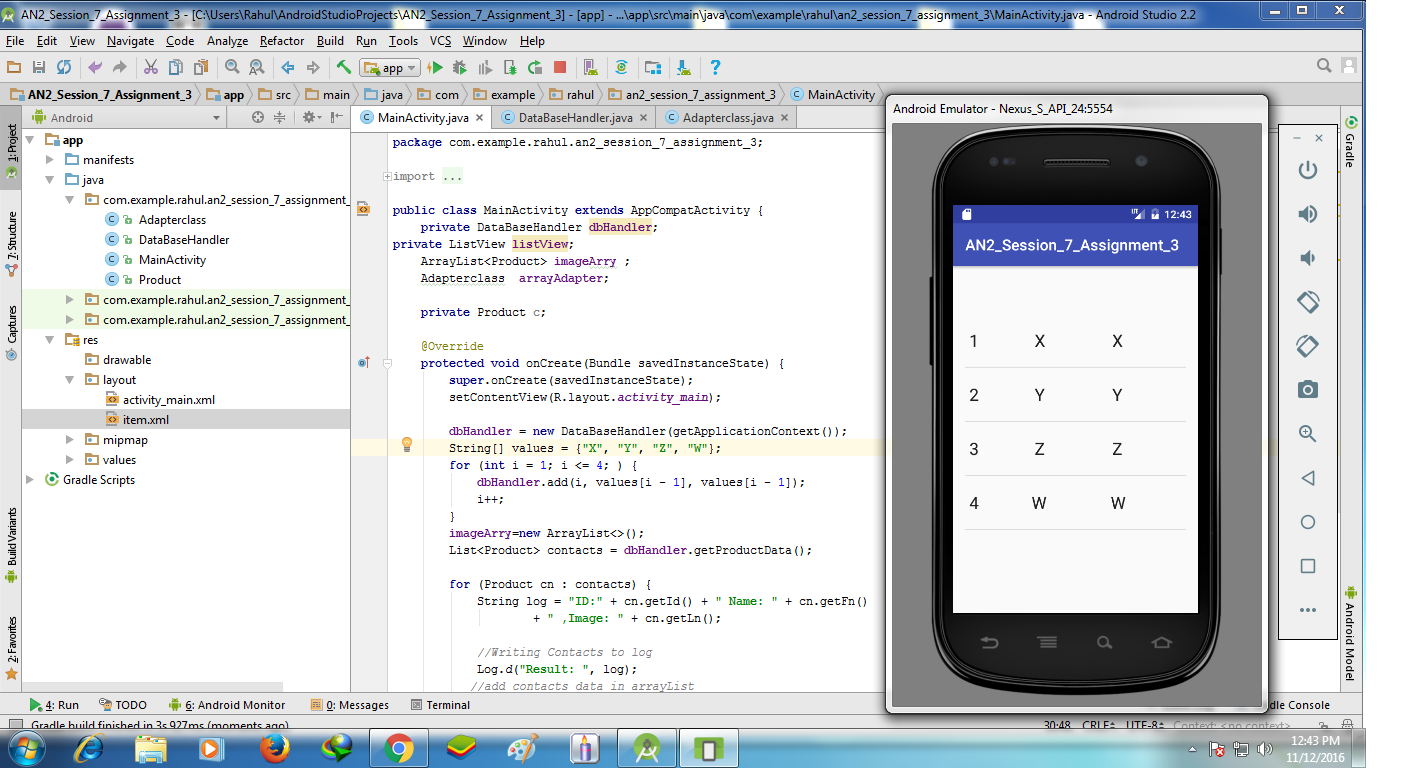 AN2_Session_7_Assignment_3 - [C:\Users\Rahul\AndroidStudioProjects\AN2_Session_7_Assignment_3] - [app] - ...\app\src\main\java\com\example\rahul\an2_session_7_assignment_3\MainActivity.java - Android Studio 2.2
File Edit View Navigate Code Analyze Refactor Build Run Tools VCS Window Help
app
AN2_Session_7_Assignment_3 app src main java com example rahul an2_session_7_assignment_3 MainActivity
Android
MainActivity.java DataBaseHandler.java Adapterclass.java
1: Project
7: Structure
Captures
Build Variants
2: Favorites
app
manifests
java
com.example.rahul.an2_session_7_assignment_
Adapterclass
DataBaseHandler
MainActivity
Product
com.example.rahul.an2_session_7_assignment_
com.example.rahul.an2_session_7_assignment_
res
drawable
layout
activity_main.xml
item.xml
mipmap
values
Gradle Scripts
package com.example.rahul.an2_session_7_assignment_3;
import ...
public class MainActivity extends AppCompatActivity {
private DataBaseHandler dbHandler;
private ListView listView;
ArrayList<Product> imageArry ;
Adapterclass arrayAdapter;
private Product c;
@Override
protected void onCreate(Bundle savedInstanceState) {
super.onCreate(savedInstanceState);
setContentView(R.layout.activity_main);
dbHandler = new DataBaseHandler(getApplicationContext());
String[] values = {"X", "Y", "Z", "W"};
for (int i = 1; i <= 4; ) {
dbHandler.add(i, values[i - 1], values[i - 1]);
i++;
}
imageArry=new ArrayList<>();
List<Product> contacts = dbHandler.getProductData();
for (Product cn : contacts) {
String log = "ID:" + cn.getId() + " Name: " + cn.getFn()
+ " ,Image: " + cn.getLn();
//Writing Contacts to log
Log.d("Result: ", log);
//add contacts data in arrayList
Android Emulator - Nexus_S_API_24:5554
12:43
AN2_Session_7_Assignment_3
1 X X
2 Y Y
3 Z Z
4 W W
Gradle
Android Model
4: Run TODO 6: Android Monitor 0: Messages Terminal
dle Console
Gradle build finished in 3s 927ms (moments ago)
30:48 CRLF UTF-8 Context: <no context>
12:43 PM
11/12/2016